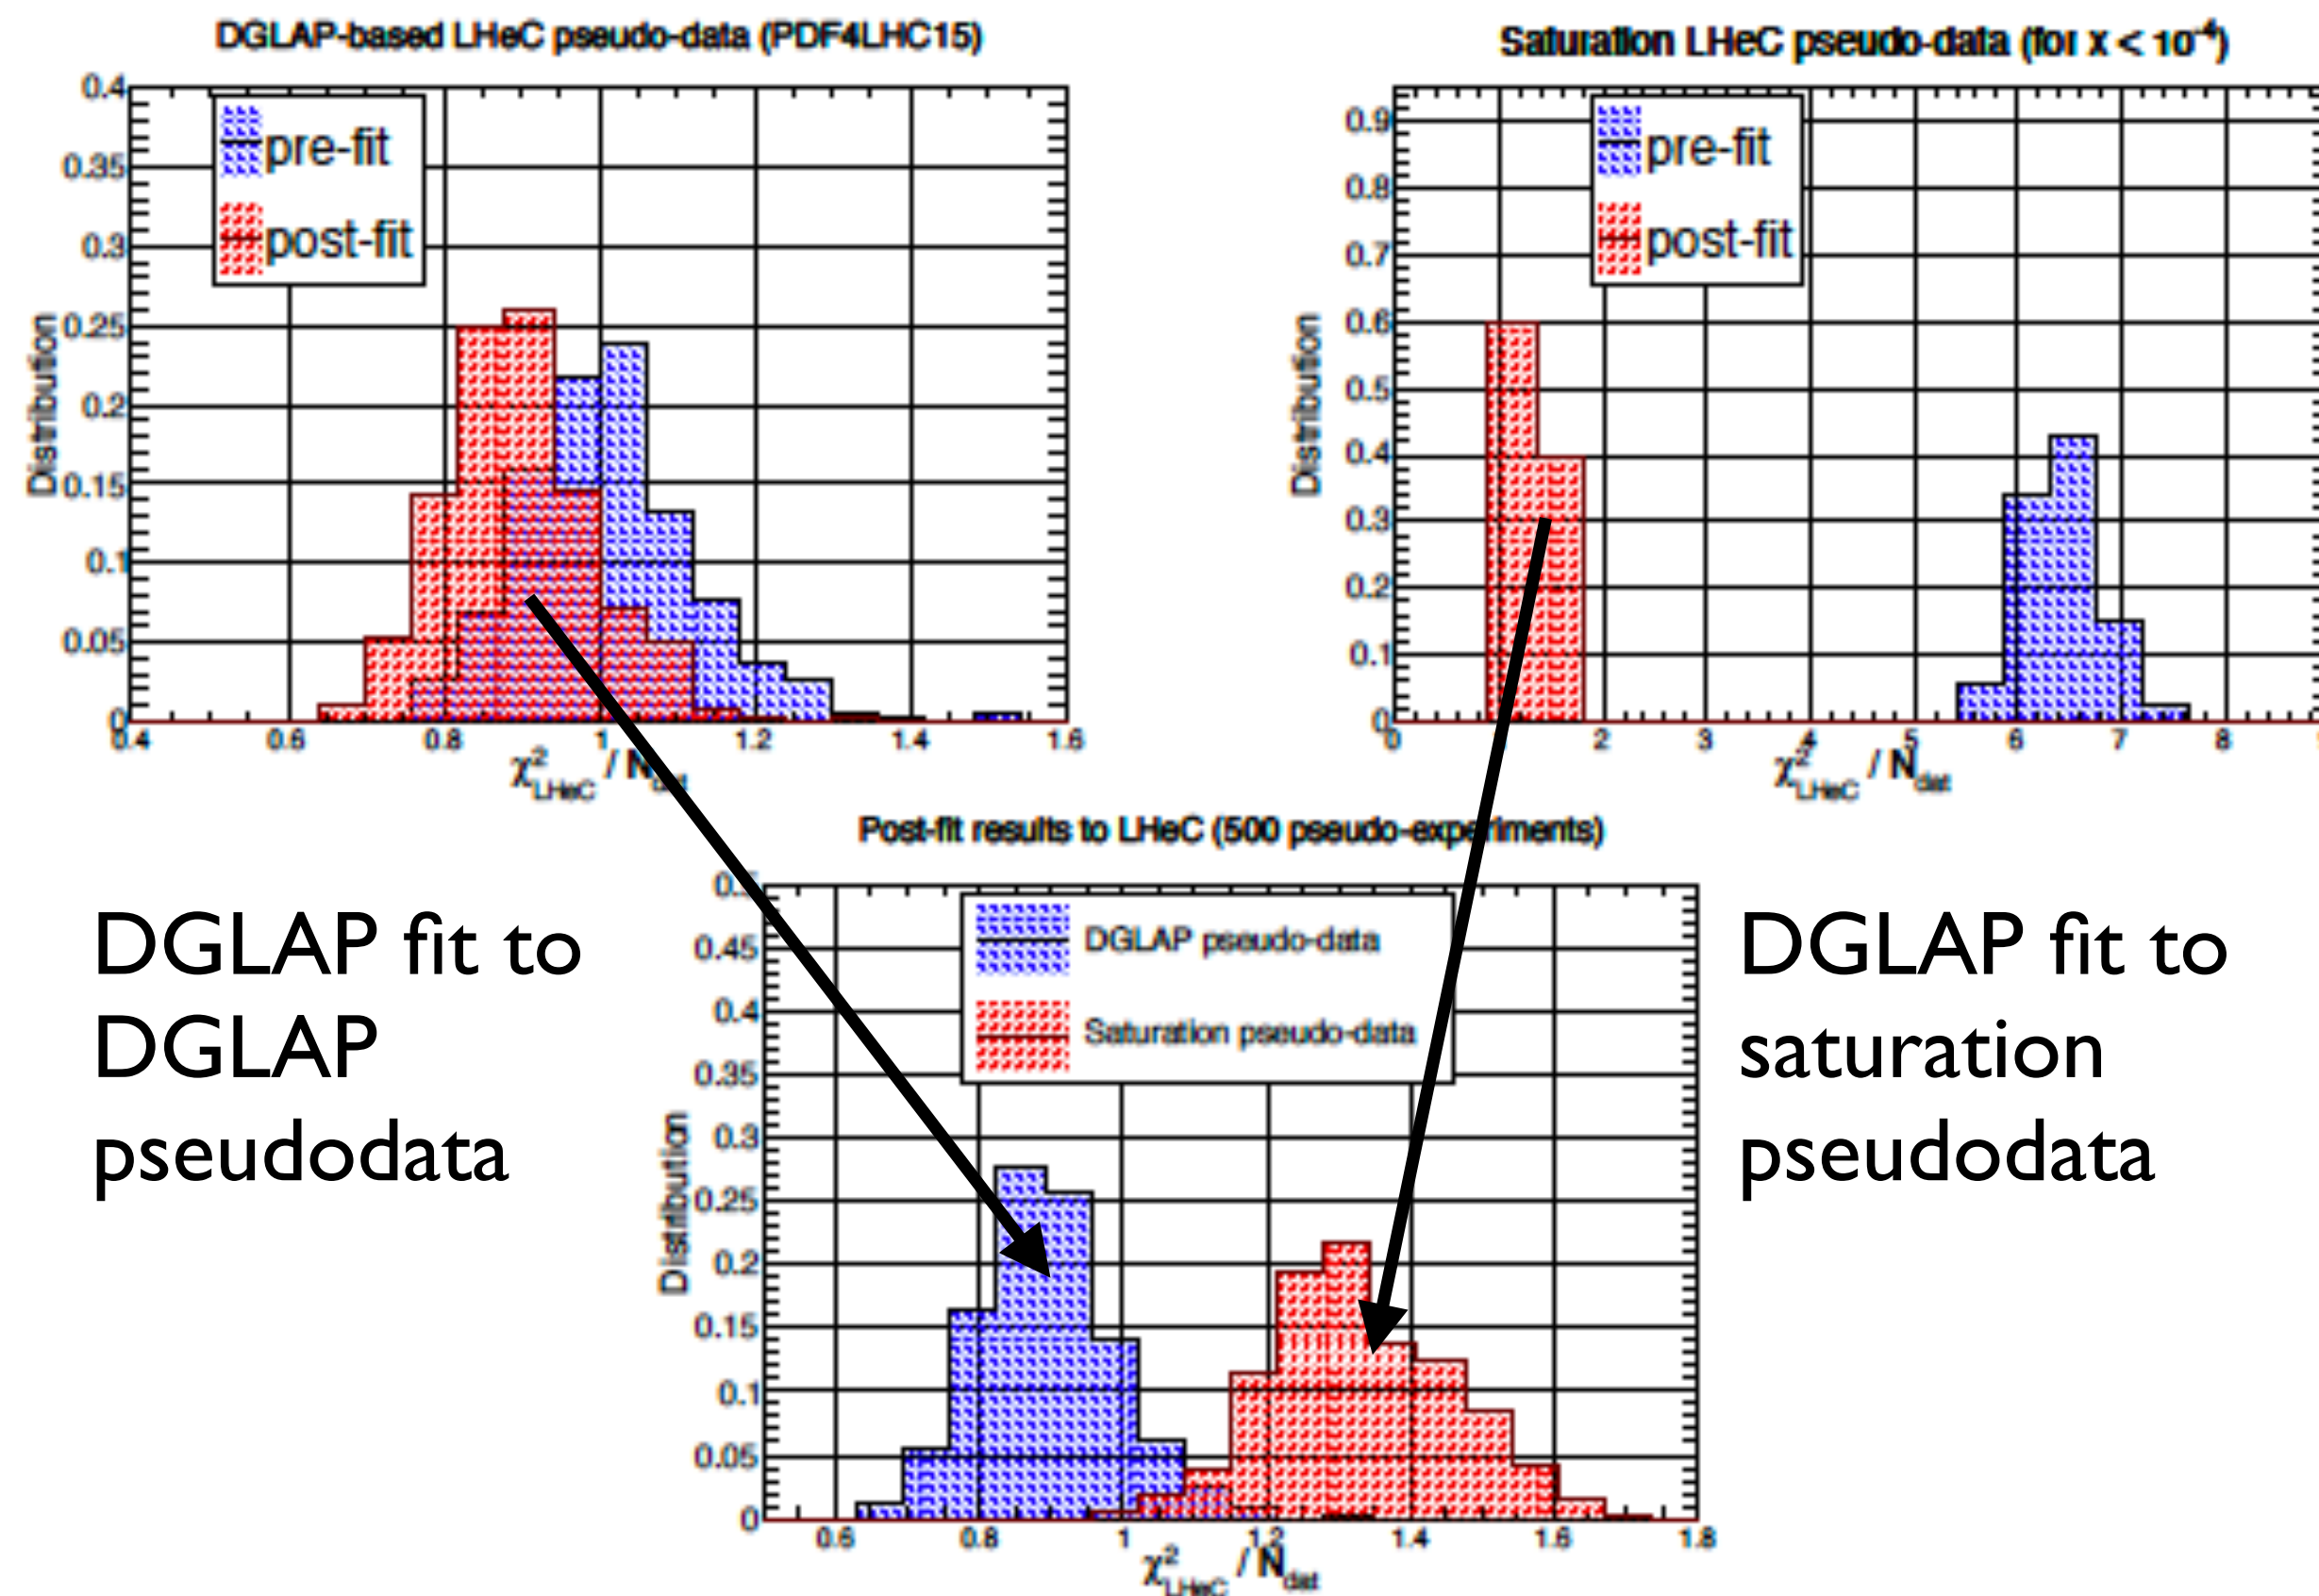 DGLAP-based LHeC pseudo-data (PDF4LHC15)
0.4
0.35
0.3
0.25
0.2
0.15
0.1
0.05
0
Distribution
pre-fit
post-fit
0.4 0.6 0.8 1 1.2 1.4 1.6
χ²LHeC / Ndat
Saturation LHeC pseudo-data (for x < 10⁻⁴)
0.9
0.8
0.7
0.6
0.5
0.4
0.3
0.2
0.1
0
Distribution
pre-fit
post-fit
0 2 3 4 5 6 7 8
χ²LHeC / Ndat
Post-fit results to LHeC (500 pseudo-experiments)
0.45
0.4
0.35
0.3
0.25
0.2
0.15
0.1
0.05
0
Distribution
DGLAP pseudo-data
Saturation pseudo-data
0.6 0.8 1 1.2 1.4 1.6 1.8
χ²LHeC / Ndat
DGLAP fit to
DGLAP
pseudodata
DGLAP fit to
saturation
pseudodata